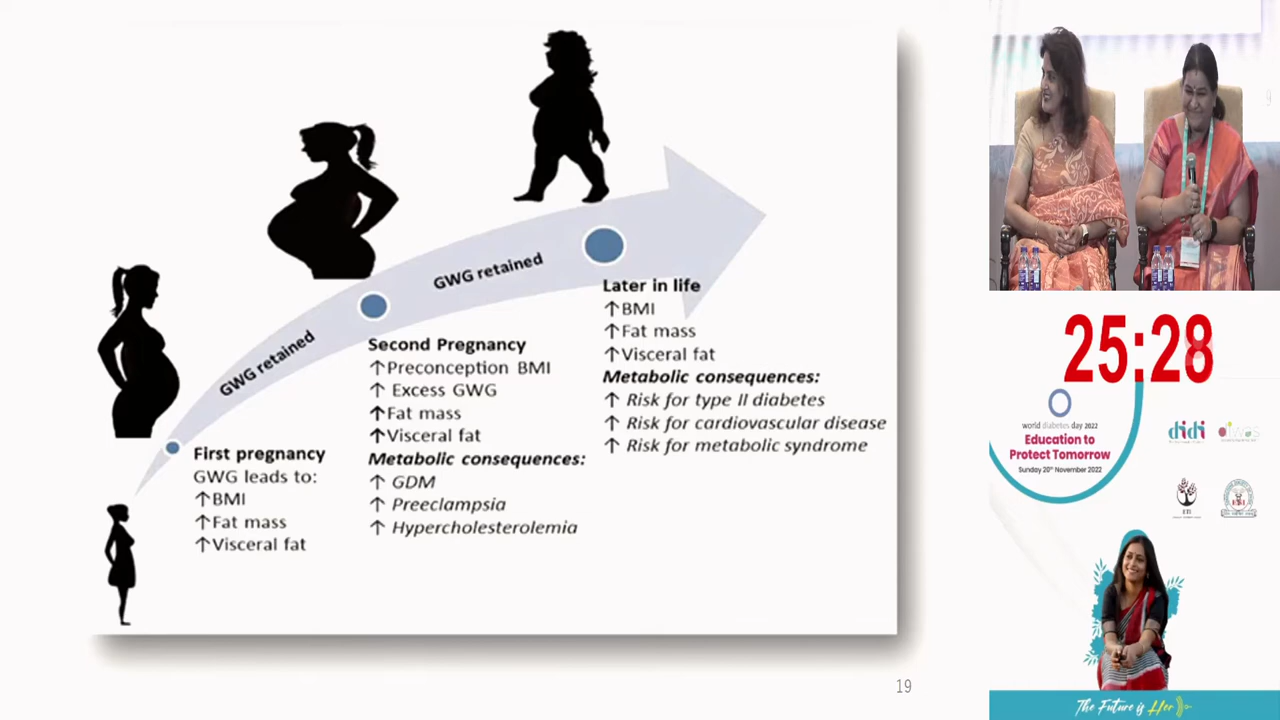 GWG retained
GWG retained
First pregnancy
GWG leads to:
↑BMI
↑Fat mass
↑Visceral fat
Second Pregnancy
↑Preconception BMI
↑ Excess GWG
↑Fat mass
↑Visceral fat
Metabolic consequences:
↑ GDM
↑ Preeclampsia
↑ Hypercholesterolemia
Later in life
↑BMI
↑Fat mass
↑Visceral fat
Metabolic consequences:
↑ Risk for type II diabetes
↑ Risk for cardiovascular disease
↑ Risk for metabolic syndrome
19
25:28
world diabetes day 2022
Education to
Protect Tomorrow
Sunday 20th November 2022
didi
The Future is Her